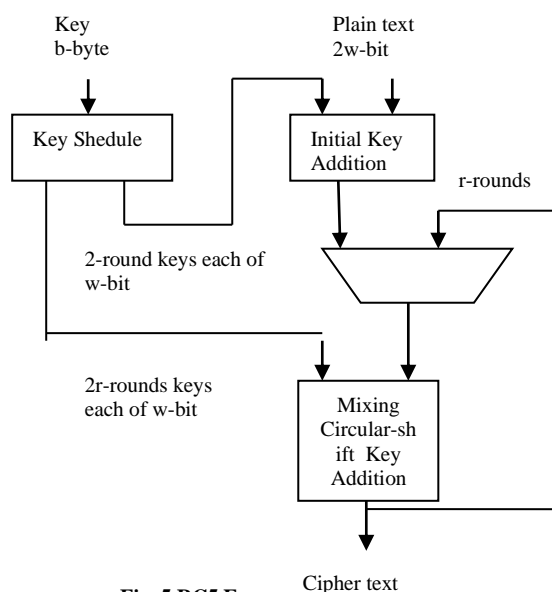 Key
b-byte
Plain text
2w-bit
Key Shedule
Initial Key
Addition
r-rounds
2-round keys each of
w-bit
2r-rounds keys
each of w-bit
Mixing
Circular-sh
ift Key
Addition
Cipher text